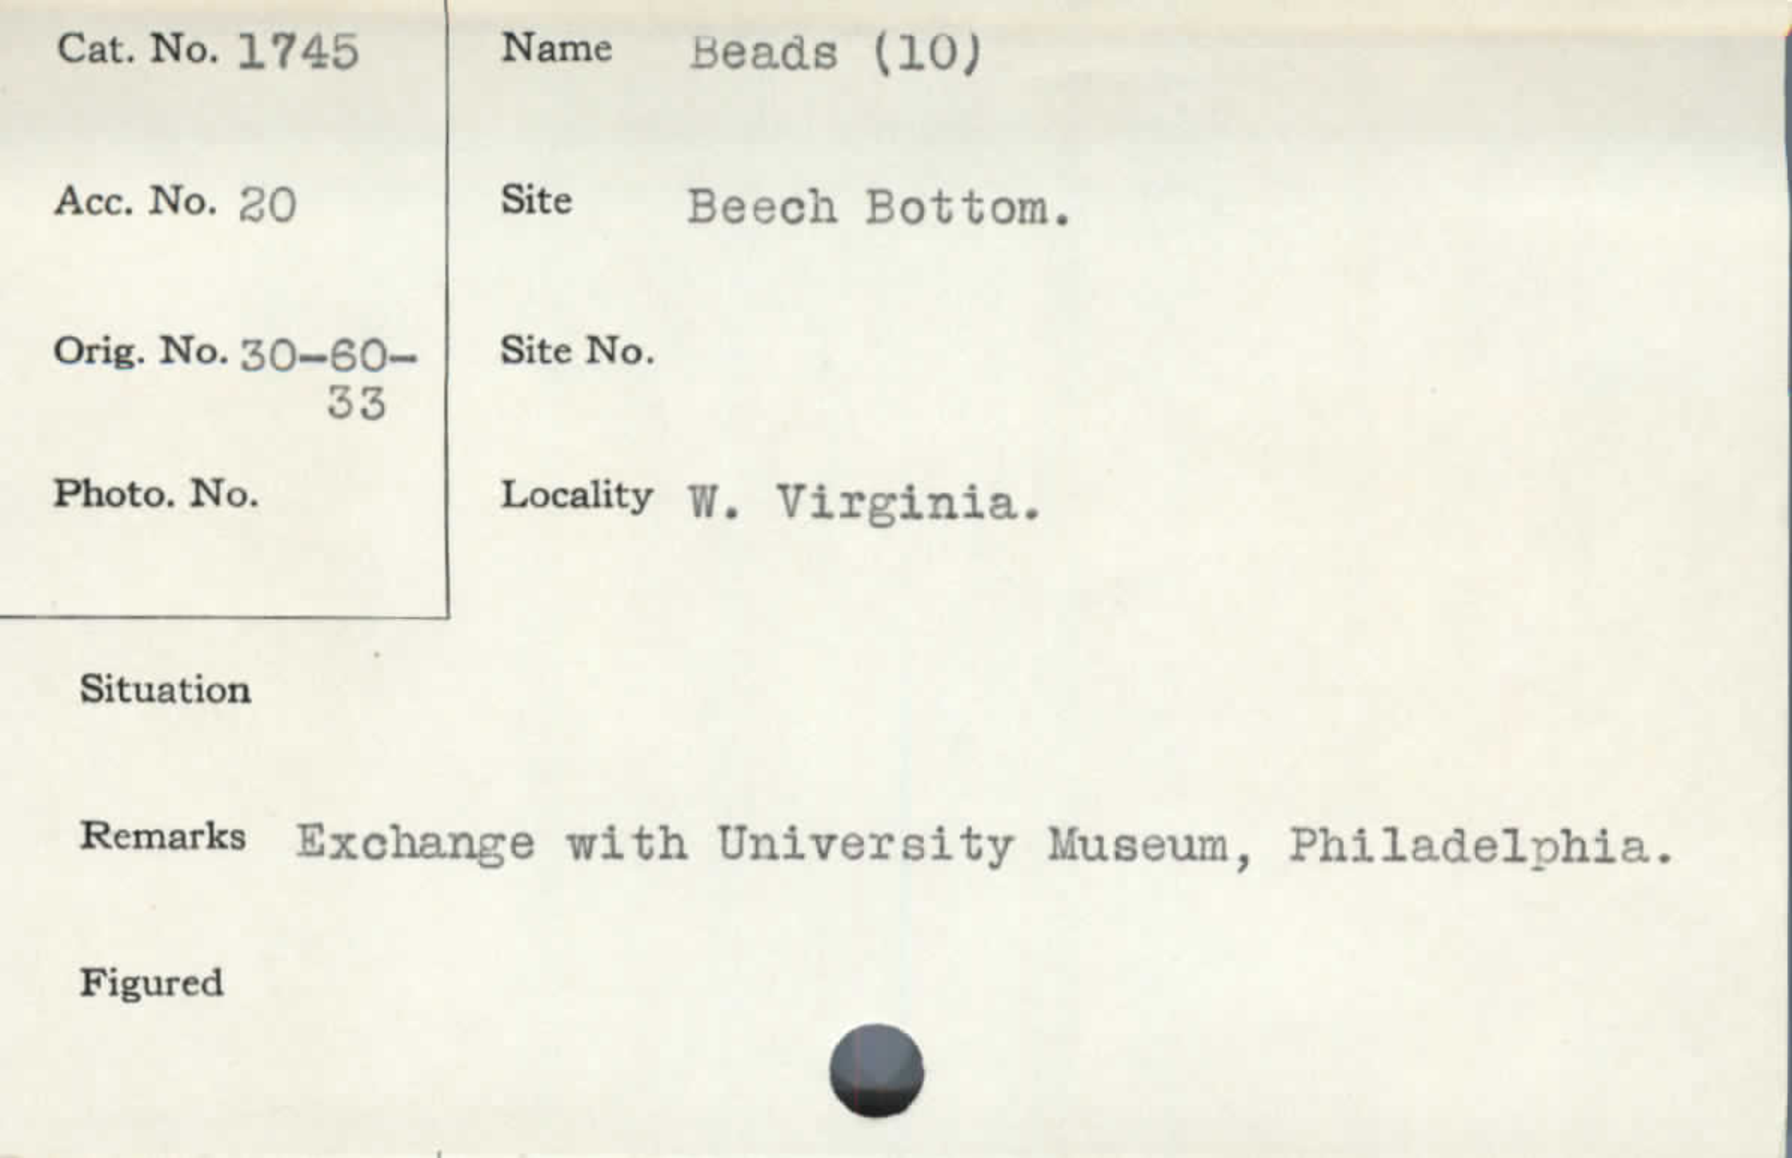 Cat. No. 1745
Name Beads (10)
Acc. No. 20
Site Beech Bottom.
Orig. No. 30-60-
33
Site No.
Photo. No.
Locality W. Virginia.
Situation
Remarks Exchange with University Museum, Philadelphia.
Figured